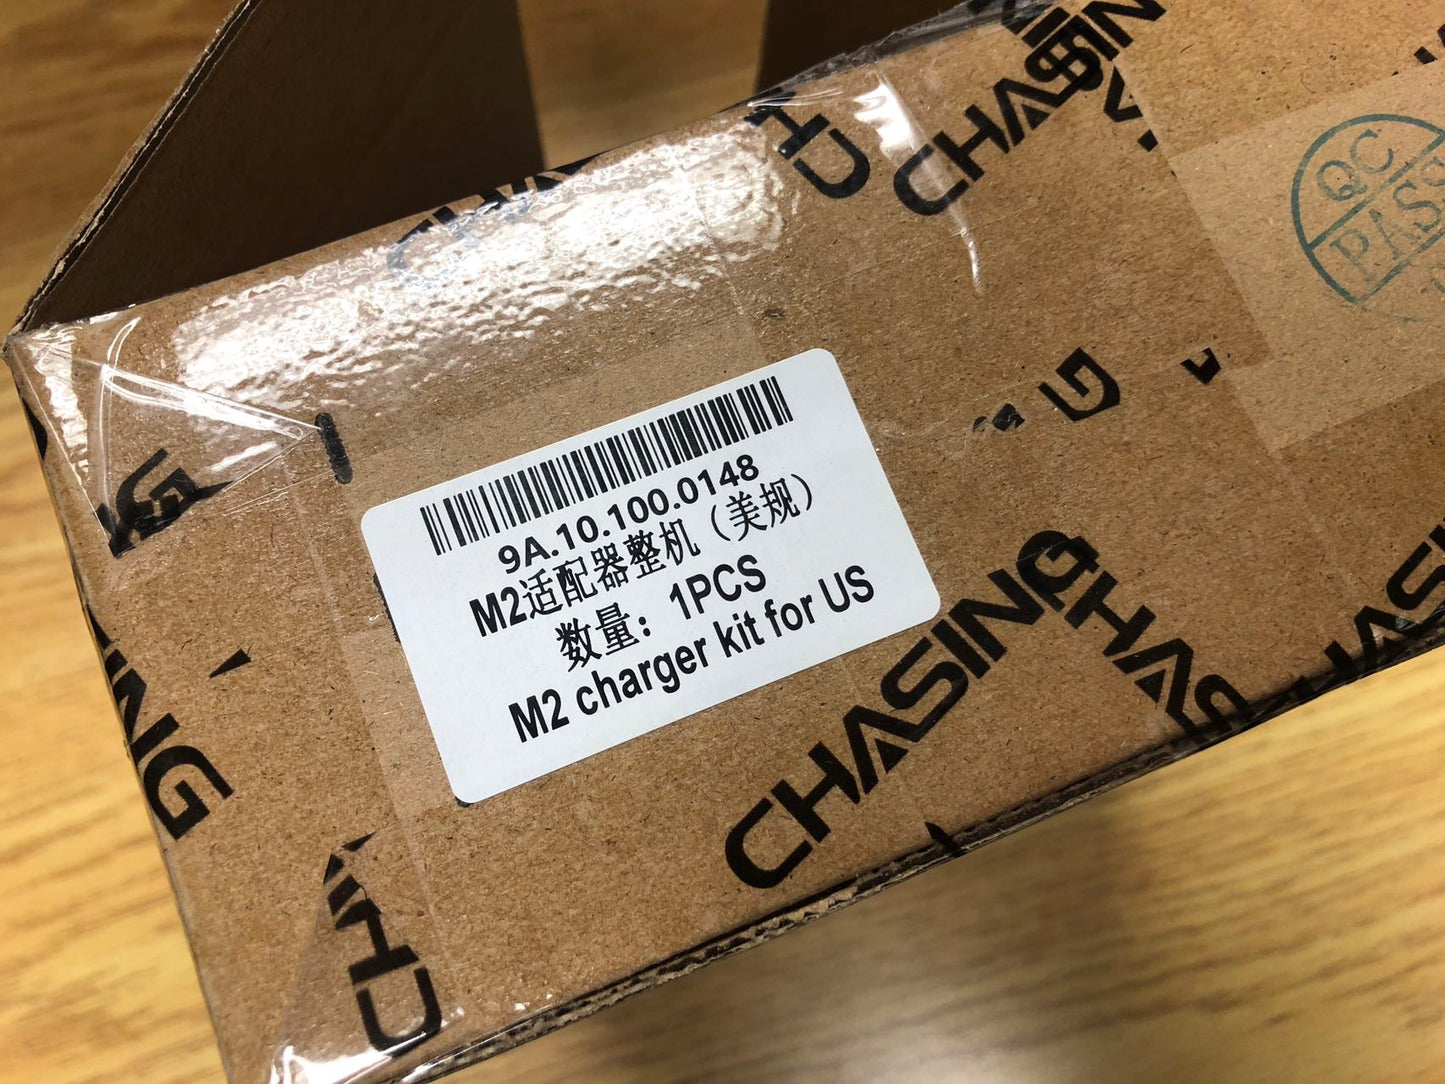 CHASING
CHASING
QC
PASS
9A.10.100.0148
M2适配器整机（美规）
数量：1PCS
M2 charger kit for US
CHASING
CHAS